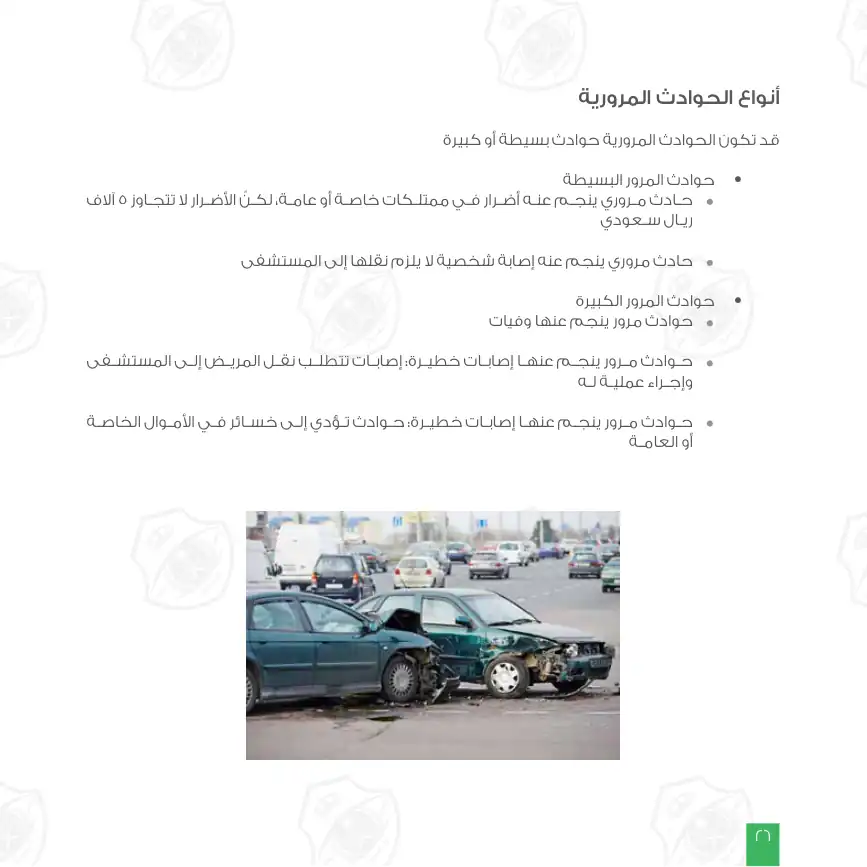 أنواع الحوادث المرورية
قد تكون الحوادث المرورية حوادث بسيطة أو كبيرة
• حوادث المرور البسيطة
• حادث مروري ينجم عنه أضرار في ممتلكات خاصة أو عامة، لكنّ الأضرار لا تتجاوز ٥ آلاف
ريال سعودي
• حادث مروري ينجم عنه إصابة شخصية لا يلزم نقلها إلى المستشفى
• حوادث المرور الكبيرة
• حوادث مرور ينجم عنها وفيات
• حوادث مرور ينجم عنها إصابات خطيرة: إصابات تتطلب نقل المريض إلى المستشفى
وإجراء عملية له
• حوادث مرور ينجم عنها إصابات خطيرة: حوادث تؤدي إلى خسائر في الأموال الخاصة
أو العامة